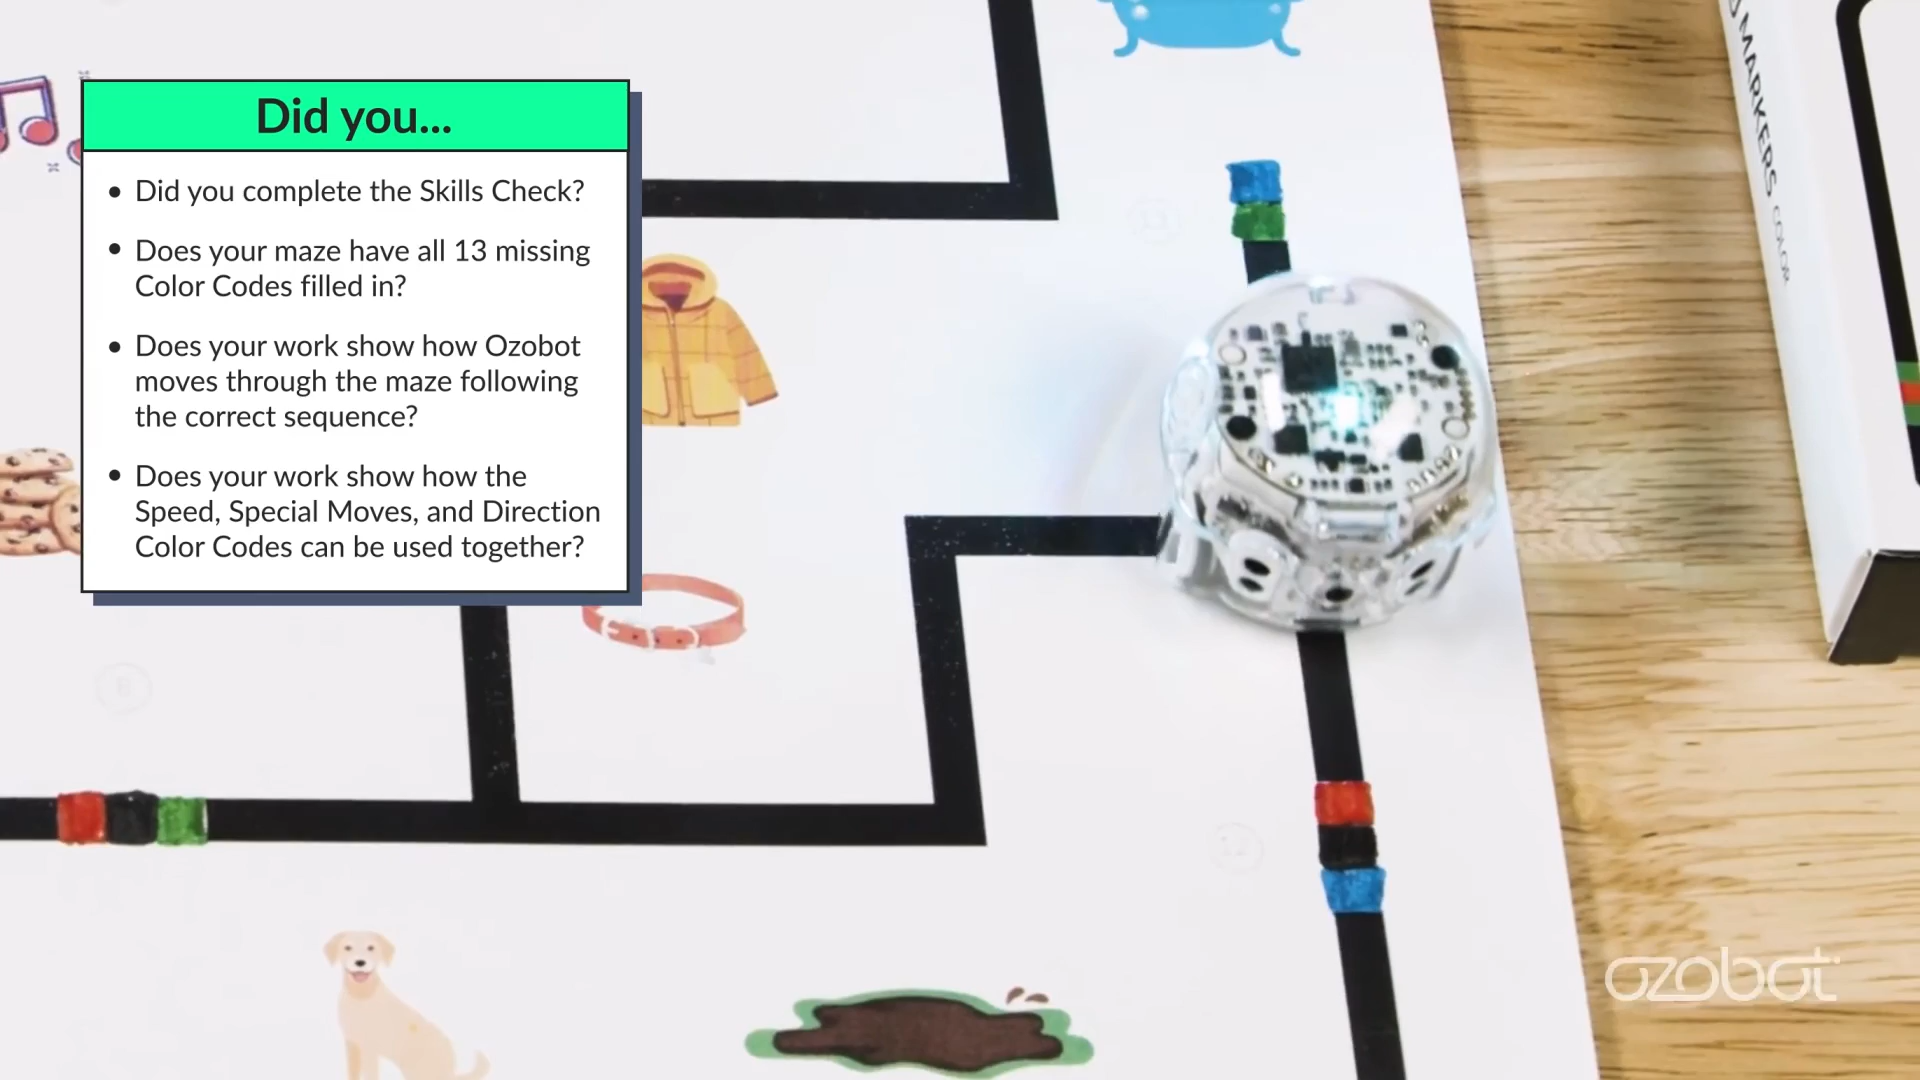 Did you...
• Did you complete the Skills Check?
• Does your maze have all 13 missing
Color Codes filled in?
• Does your work show how Ozobot
moves through the maze following
the correct sequence?
• Does your work show how the
Speed, Special Moves, and Direction
Color Codes can be used together?
MARKERS COLOR
ozobot